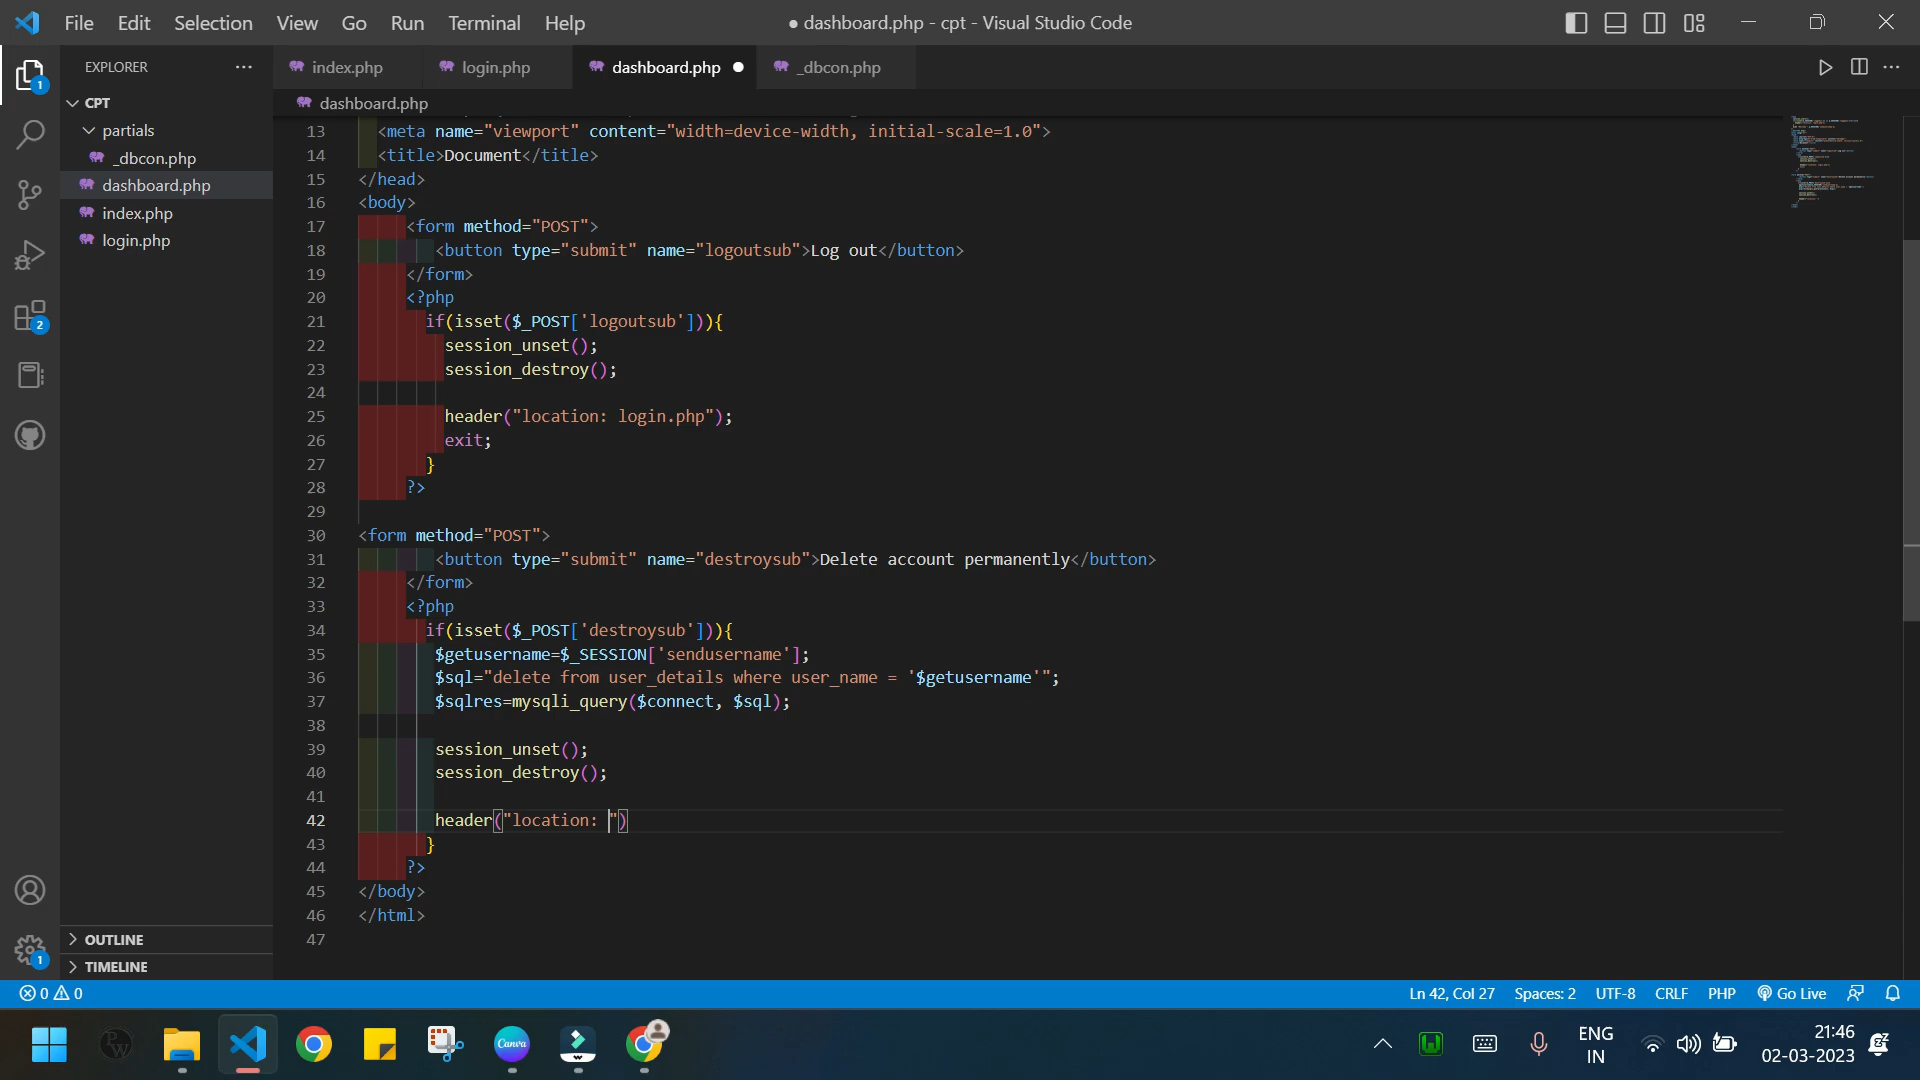 File Edit Selection View Go Run Terminal Help
● dashboard.php - cpt - Visual Studio Code
EXPLORER
index.php
login.php
dashboard.php
_dbcon.php
CPT
partials
_dbcon.php
dashboard.php
index.php
login.php
OUTLINE
TIMELINE
dashboard.php
13 <meta name="viewport" content="width=device-width, initial-scale=1.0">
14 <title>Document</title>
15 </head>
16 <body>
17 <form method="POST">
18 <button type="submit" name="logoutsub">Log out</button>
19 </form>
20 <?php
21 if(isset($_POST['logoutsub'])){
22 session_unset();
23 session_destroy();
24
25 header("location: login.php");
26 exit;
27 }
28 ?>
29
30 <form method="POST">
31 <button type="submit" name="destroysub">Delete account permanently</button>
32 </form>
33 <?php
34 if(isset($_POST['destroysub'])){
35 $getusername=$_SESSION['sendusername'];
36 $sql="delete from user_details where user_name = '$getusername'";
37 $sqlres=mysqli_query($connect, $sql);
38
39 session_unset();
40 session_destroy();
41
42 header("location: ")
43 }
44 ?>
45 </body>
46 </html>
47
1
2
1
0 0
Ln 42, Col 27 Spaces: 2 UTF-8 CRLF PHP Go Live
PW
Canva
W
ENG
IN
21:46
02-03-2023